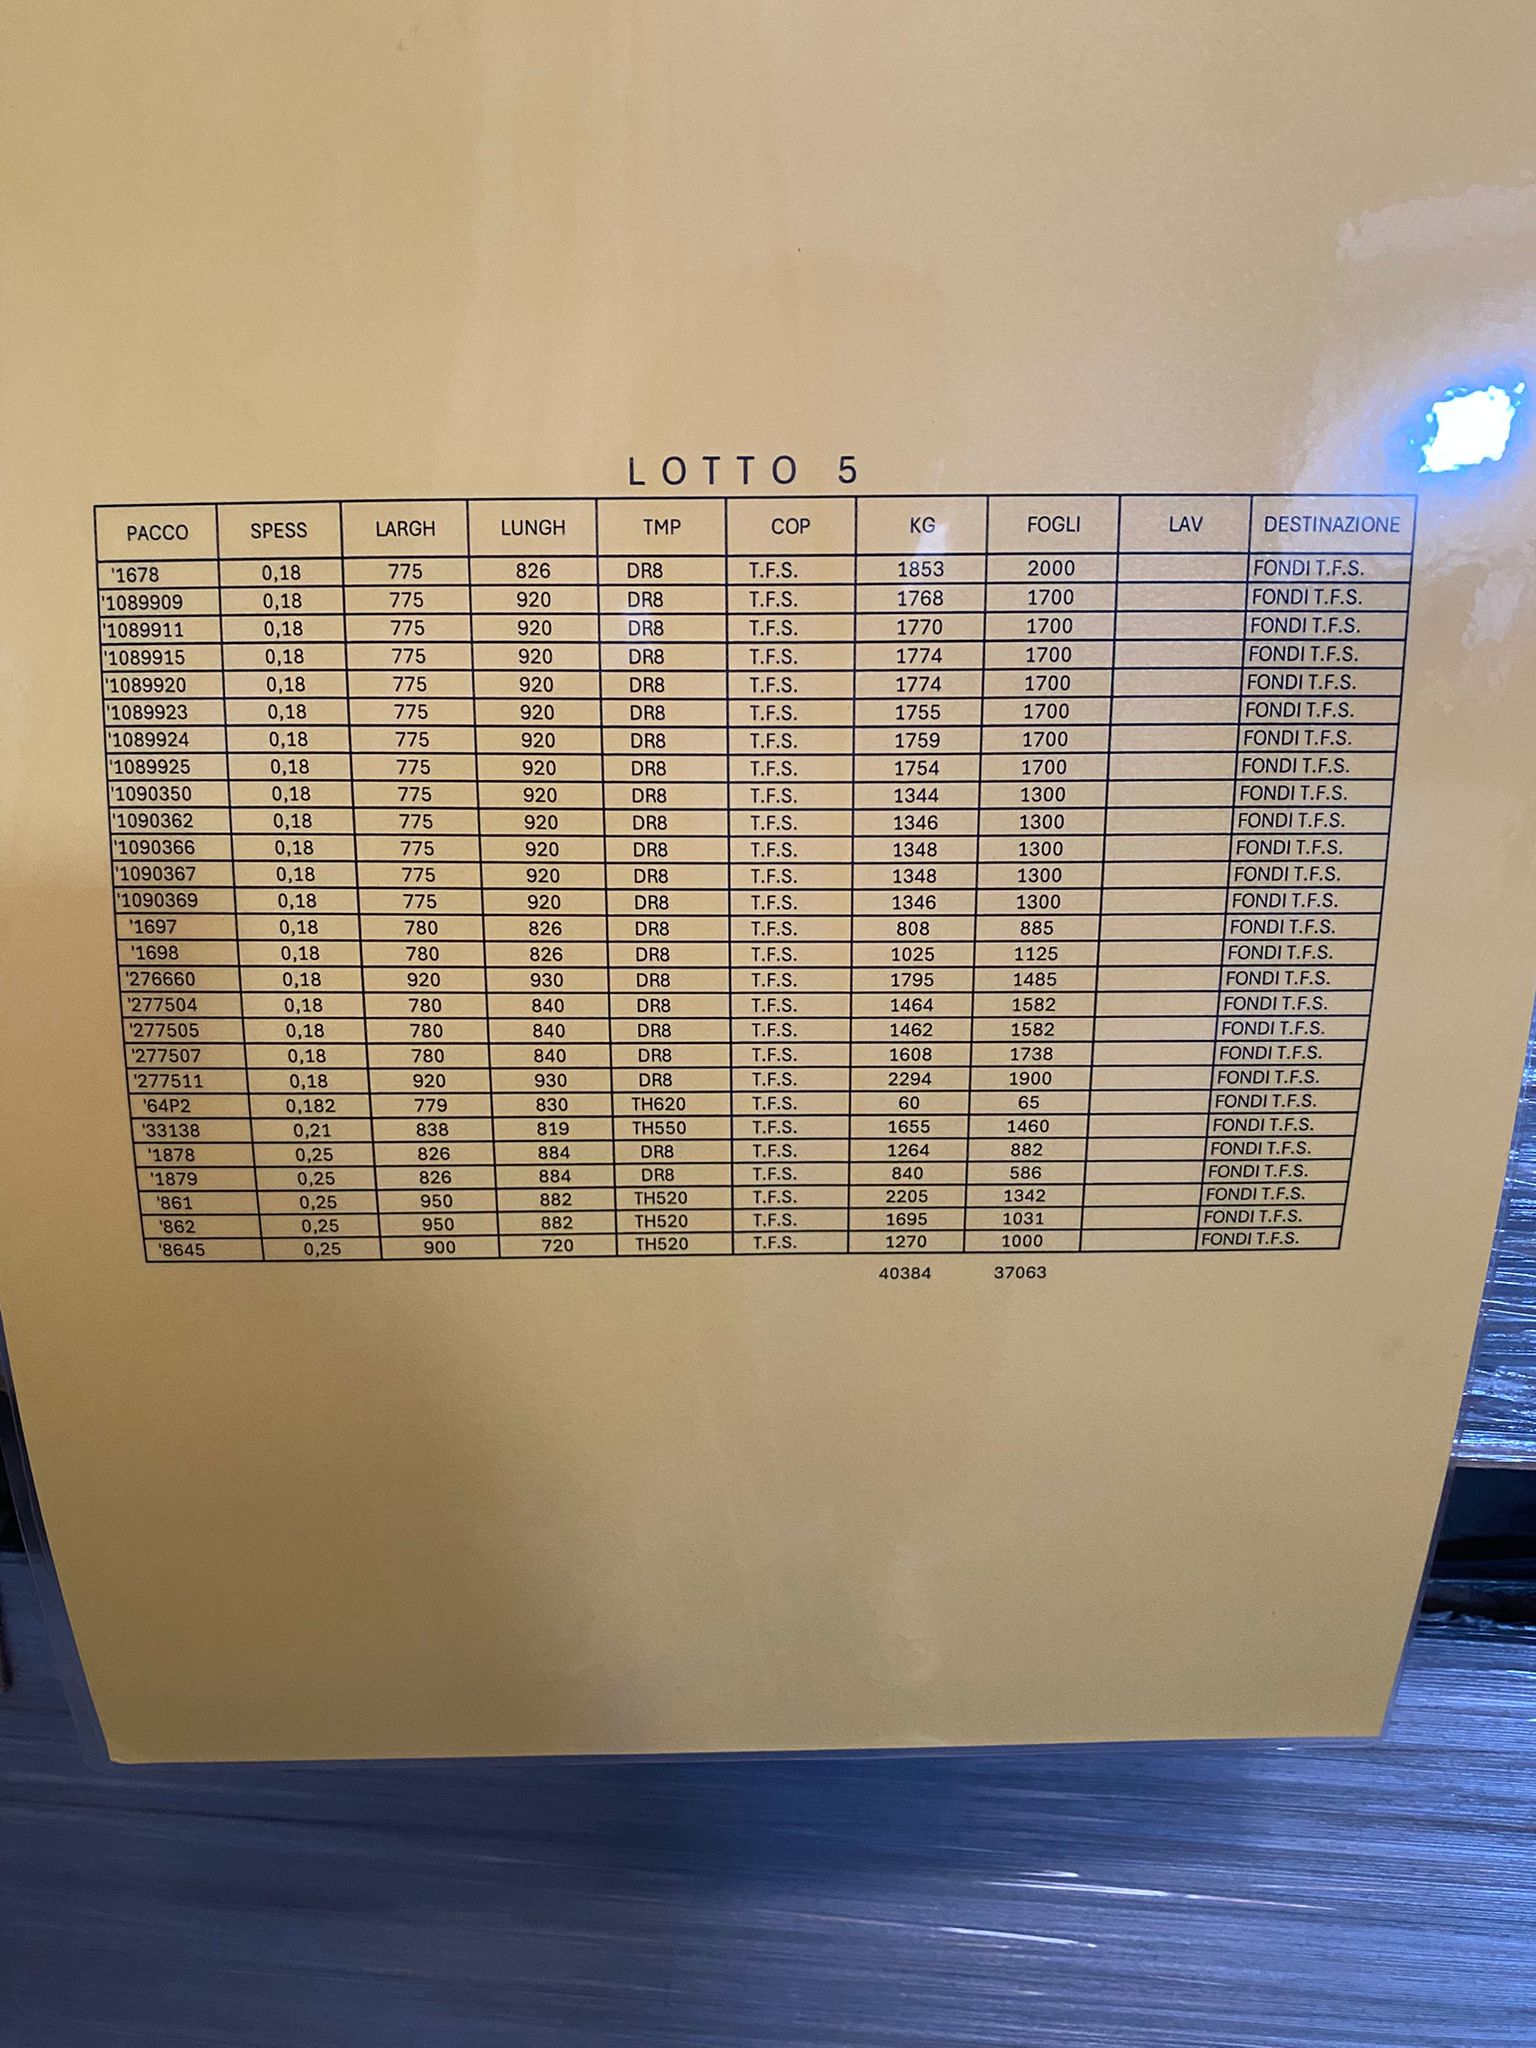 LOTTO 5
PACCO SPESS LARGH LUNGH TMP COP KG FOGLI LAV DESTINAZIONE
'1678 0,18 775 826 DR8 T.F.S. 1853 2000 FONDI T.F.S.
'1089909 0,18 775 920 DR8 T.F.S. 1768 1700 FONDI T.F.S.
'1089911 0,18 775 920 DR8 T.F.S. 1770 1700 FONDI T.F.S.
'1089915 0,18 775 920 DR8 T.F.S. 1774 1700 FONDI T.F.S.
'1089920 0,18 775 920 DR8 T.F.S. 1774 1700 FONDI T.F.S.
'1089923 0,18 775 920 DR8 T.F.S. 1755 1700 FONDI T.F.S.
'1089924 0,18 775 920 DR8 T.F.S. 1759 1700 FONDI T.F.S.
'1089925 0,18 775 920 DR8 T.F.S. 1754 1700 FONDI T.F.S.
'1090350 0,18 775 920 DR8 T.F.S. 1344 1300 FONDI T.F.S.
'1090362 0,18 775 920 DR8 T.F.S. 1346 1300 FONDI T.F.S.
'1090366 0,18 775 920 DR8 T.F.S. 1348 1300 FONDI T.F.S.
'1090367 0,18 775 920 DR8 T.F.S. 1348 1300 FONDI T.F.S.
'1090369 0,18 775 920 DR8 T.F.S. 1346 1300 FONDI T.F.S.
'1697 0,18 780 826 DR8 T.F.S. 808 885 FONDI T.F.S.
'1698 0,18 780 826 DR8 T.F.S. 1025 1125 FONDI T.F.S.
'276660 0,18 920 930 DR8 T.F.S. 1795 1485 FONDI T.F.S.
'277504 0,18 780 840 DR8 T.F.S. 1464 1582 FONDI T.F.S.
'277505 0,18 780 840 DR8 T.F.S. 1462 1582 FONDI T.F.S.
'277507 0,18 780 840 DR8 T.F.S. 1608 1738 FONDI T.F.S.
'277511 0,18 920 930 DR8 T.F.S. 2294 1900 FONDI T.F.S.
'64P2 0,182 779 830 TH620 T.F.S. 60 65 FONDI T.F.S.
'33138 0,21 838 819 TH550 T.F.S. 1655 1460 FONDI T.F.S.
'1878 0,25 826 884 DR8 T.F.S. 1264 882 FONDI T.F.S.
'1879 0,25 826 884 DR8 T.F.S. 840 586 FONDI T.F.S.
'861 0,25 950 882 TH520 T.F.S. 2205 1342 FONDI T.F.S.
'862 0,25 950 882 TH520 T.F.S. 1695 1031 FONDI T.F.S.
'8645 0,25 900 720 TH520 T.F.S. 1270 1000 FONDI T.F.S.
40384 37063